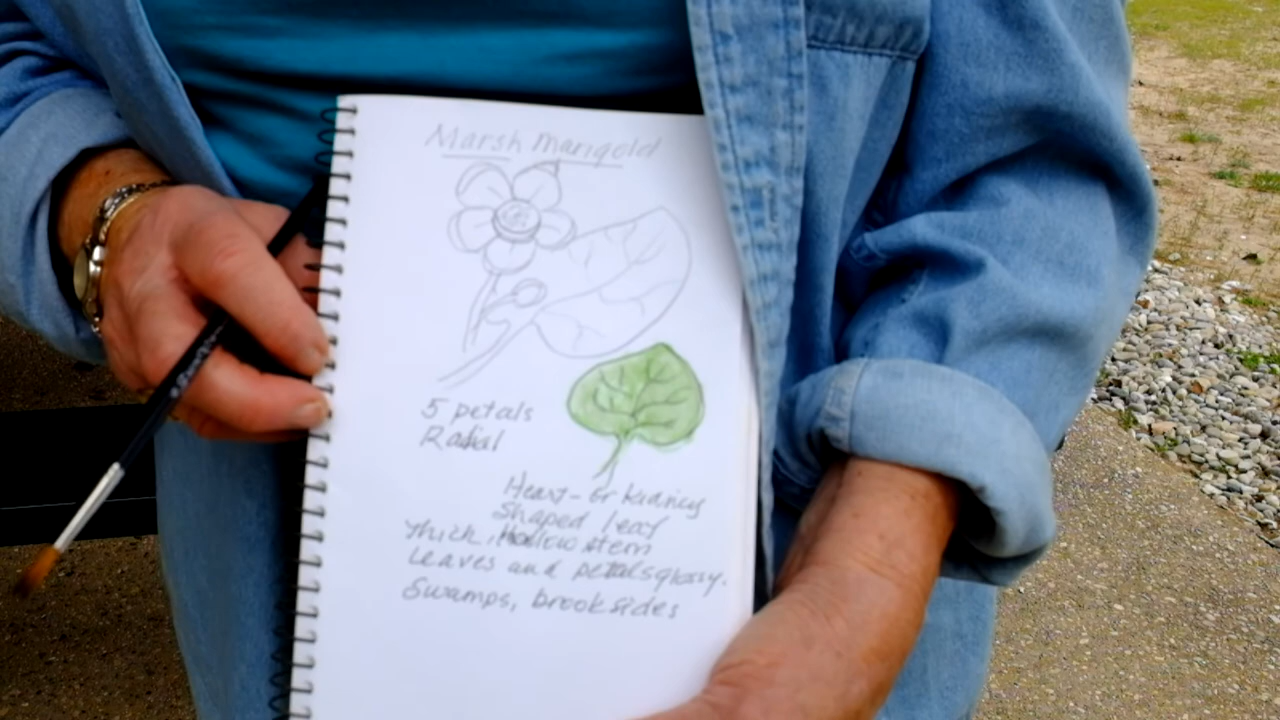 Marsh Marigold
5 petals
Radial
Heart- or kidney
shaped leaf
Thick, Hollow stem
Leaves and petals glossy.
Swamps, brooksides